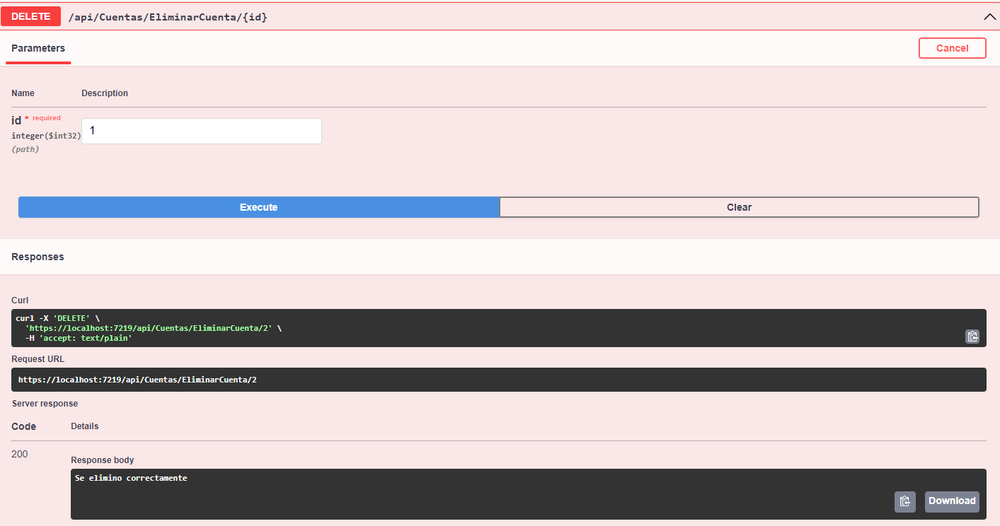 DELETE /api/Cuentas/EliminarCuenta/{id}
Parameters
Cancel
Name Description
id * required
integer($int32)
(path)
1
Execute
Clear
Responses
Curl
curl -X 'DELETE' \
'https://localhost:7219/api/Cuentas/EliminarCuenta/2' \
-H 'accept: text/plain'
Request URL
https://localhost:7219/api/Cuentas/EliminarCuenta/2
Server response
Code Details
200
Response body
Se elimino correctamente
Download